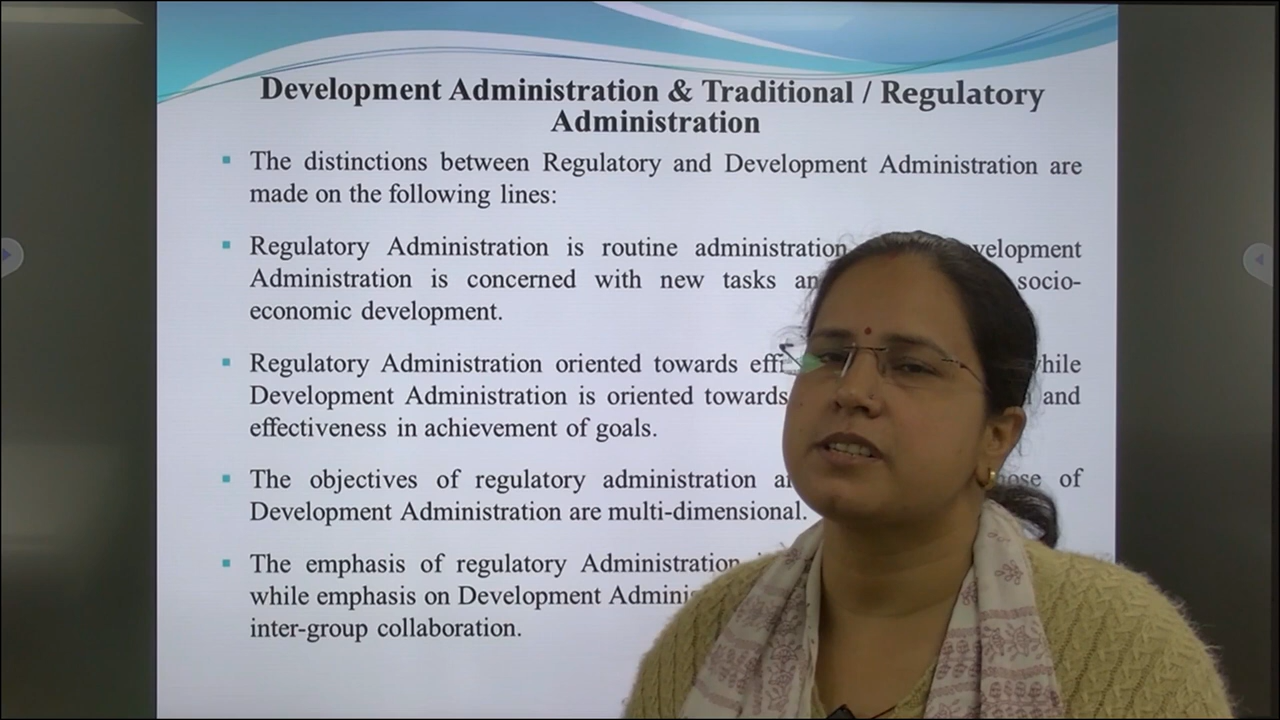 Development Administration & Traditional / Regulatory
Administration
The distinctions between Regulatory and Development Administration are
made on the following lines:
Regulatory Administration is routine administration
Administration is concerned with new tasks socio-
economic development.
Regulatory Administration oriented towards
Development Administration is oriented towards and
effectiveness in achievement of goals.
The objectives of regulatory administration of
Development Administration are multi-dimensional.
The emphasis of regulatory Administration
while emphasis on Development
inter-group collaboration.